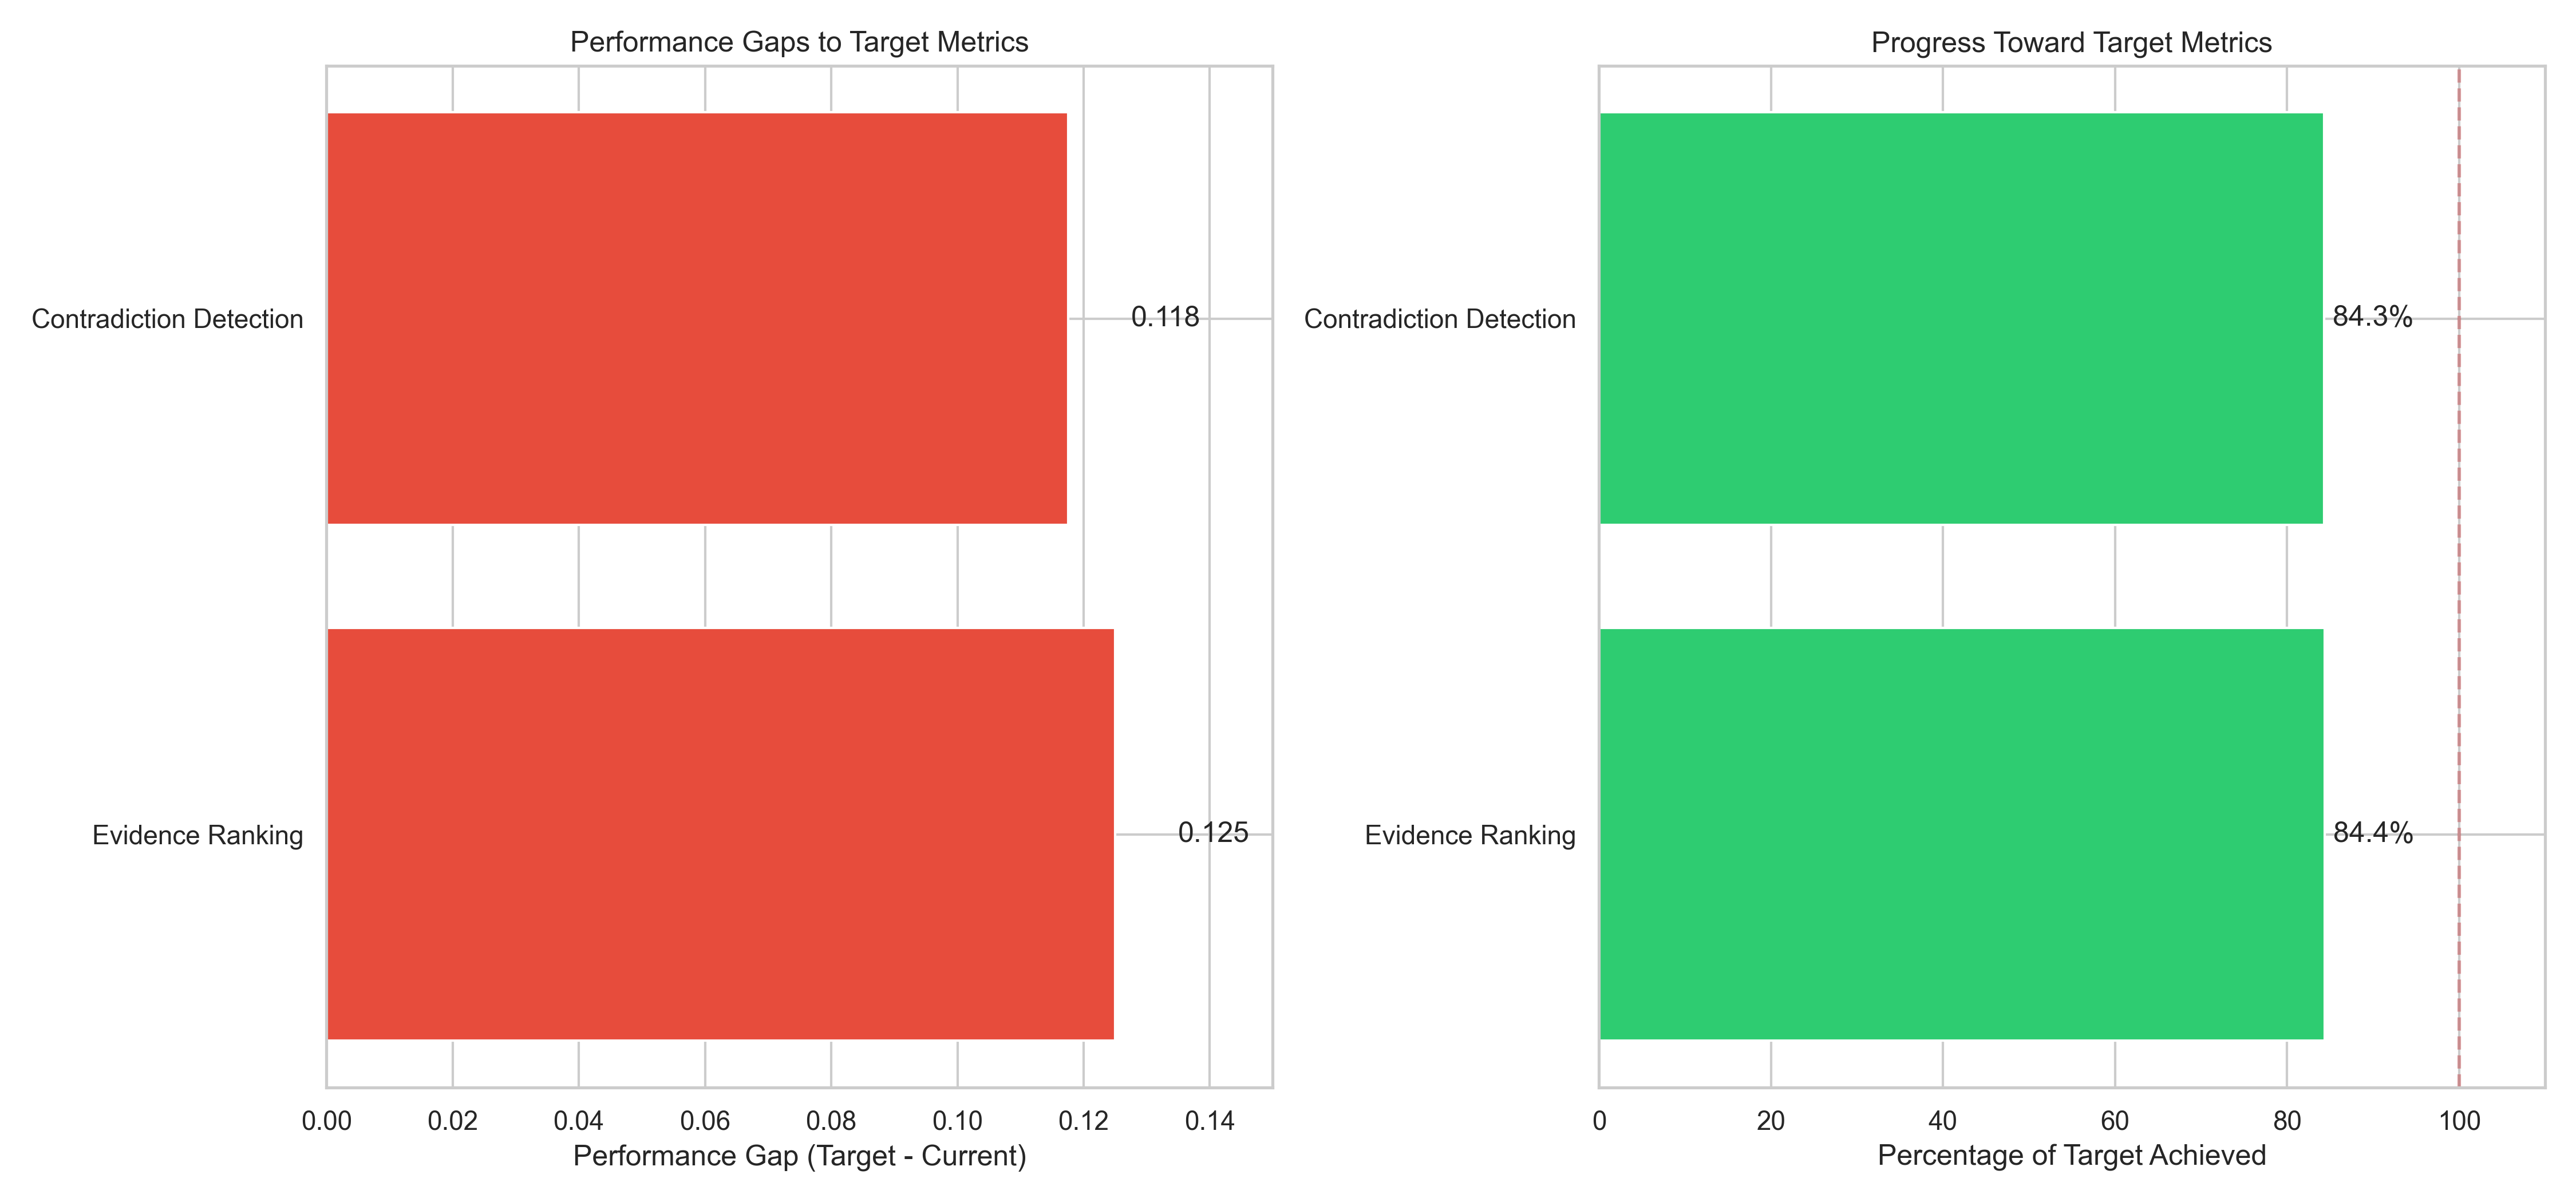 Performance Gaps to Target Metrics
Contradiction Detection
0.118
Evidence Ranking
0.125
0.00 0.02 0.04 0.06 0.08 0.10 0.12 0.14
Performance Gap (Target - Current)
Progress Toward Target Metrics
Contradiction Detection
84.3%
Evidence Ranking
84.4%
0 20 40 60 80 100
Percentage of Target Achieved